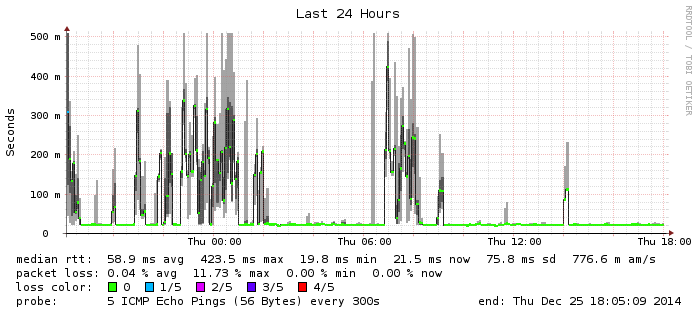 Last 24 Hours
RRDTOOL / TOBI OETIKER
Seconds
500 m
400 m
300 m
200 m
100 m
0
Thu 00:00 Thu 06:00 Thu 12:00 Thu 18:00
median rtt: 58.9 ms avg 423.5 ms max 19.8 ms min 21.5 ms now 75.8 ms sd 776.6 m am/s
packet loss: 0.04 % avg 11.73 % max 0.00 % min 0.00 % now
loss color: 0 1/5 2/5 3/5 4/5
probe: 5 ICMP Echo Pings (56 Bytes) every 300s end: Thu Dec 25 18:05:09 2014